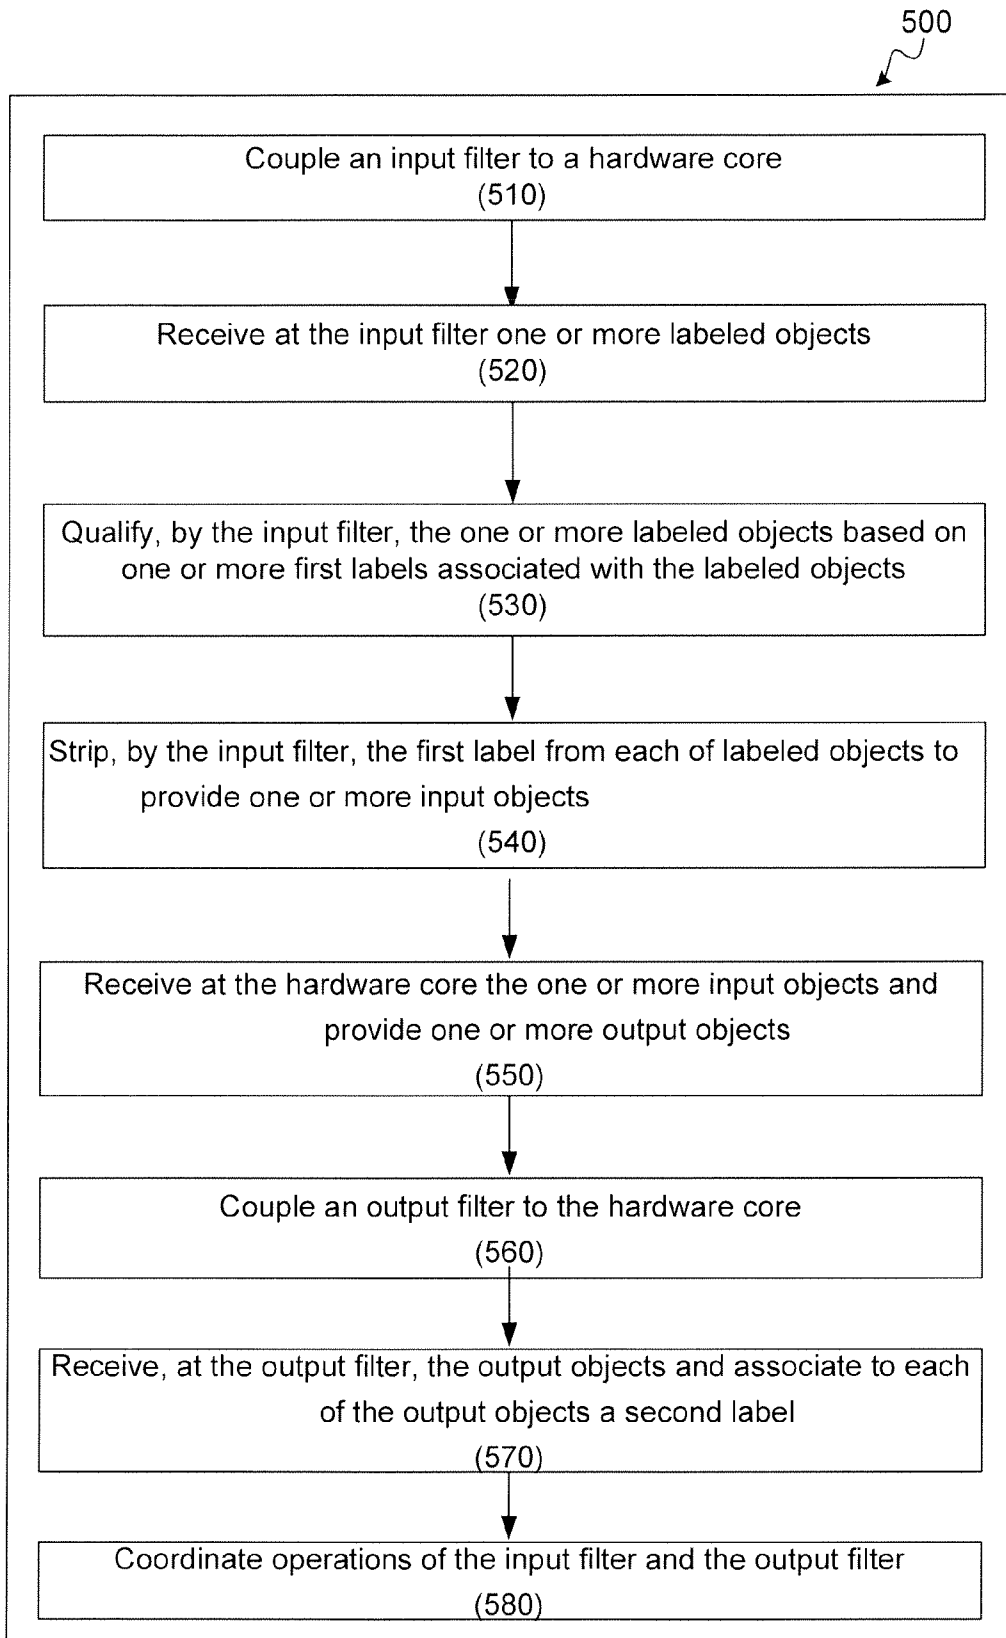 500
Couple an input filter to a hardware core
(510)
Receive at the input filter one or more labeled objects
(520)
Qualify, by the input filter, the one or more labeled objects based on
one or more first labels associated with the labeled objects
(530)
Strip, by the input filter, the first label from each of labeled objects to
provide one or more input objects
(540)
Receive at the hardware core the one or more input objects and
provide one or more output objects
(550)
Couple an output filter to the hardware core
(560)
Receive, at the output filter, the output objects and associate to each
of the output objects a second label
(570)
Coordinate operations of the input filter and the output filter
(580)